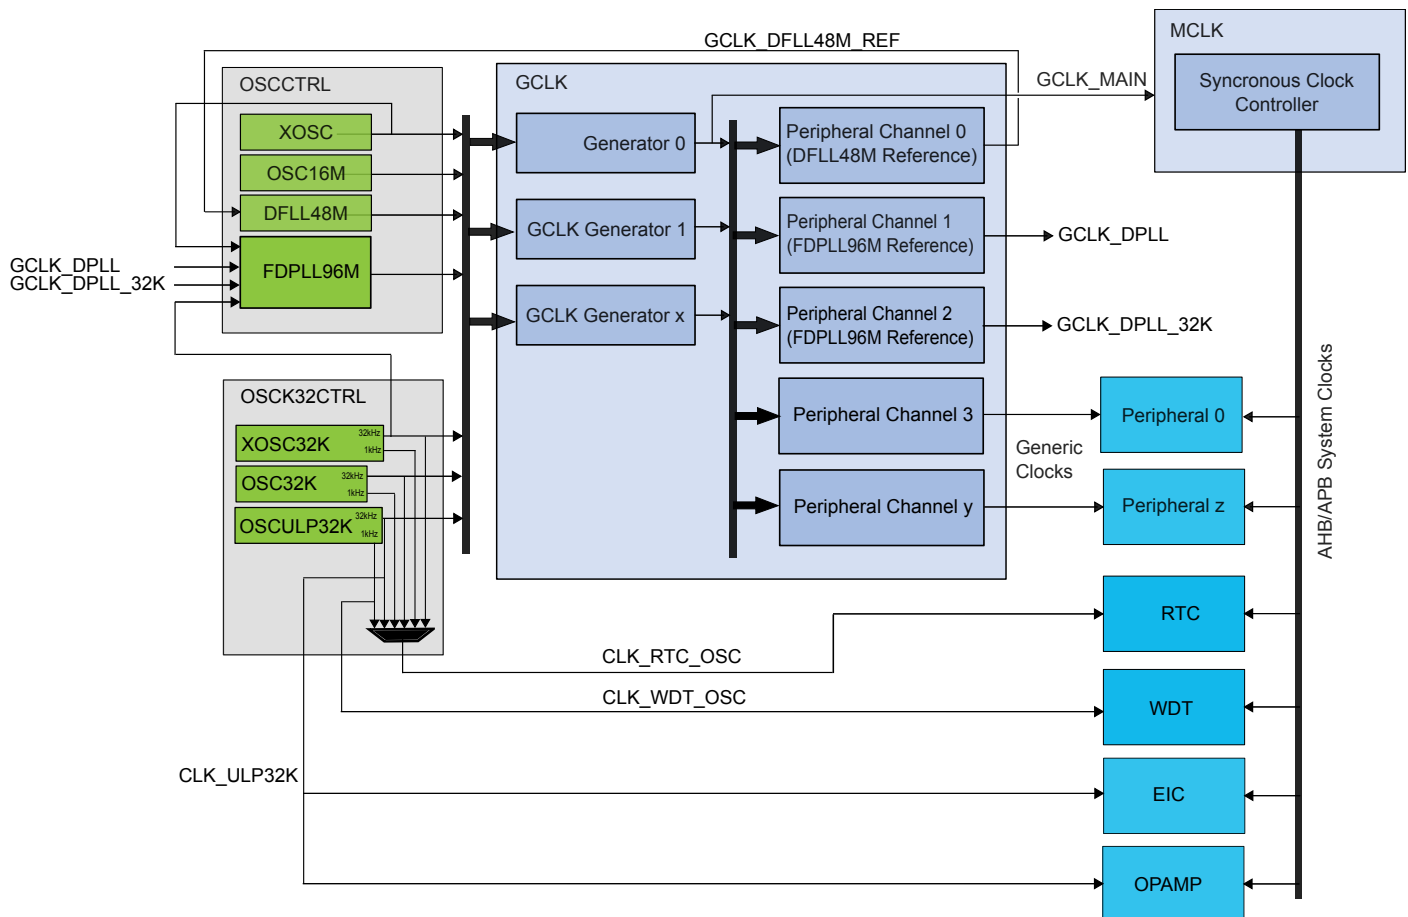 GCLK_DFLL48M_REF
MCLK
OSCCTRL
GCLK
GCLK_MAIN
Syncronous Clock
Controller
XOSC
OSC16M
DFLL48M
FDPLL96M
GCLK_DPLL
GCLK_DPLL_32K
Generator 0
GCLK Generator 1
GCLK Generator x
Peripheral Channel 0
(DFLL48M Reference)
Peripheral Channel 1
(FDPLL96M Reference)
GCLK_DPLL
Peripheral Channel 2
(FDPLL96M Reference)
GCLK_DPLL_32K
Peripheral Channel 3
Peripheral Channel y
Generic
Clocks
Peripheral 0
Peripheral z
AHB/APB System Clocks
OSCK32CTRL
XOSC32K
32kHz
1kHz
OSC32K
32kHz
1kHz
OSCULP32K
32kHz
1kHz
RTC
CLK_RTC_OSC
WDT
CLK_WDT_OSC
CLK_ULP32K
EIC
OPAMP